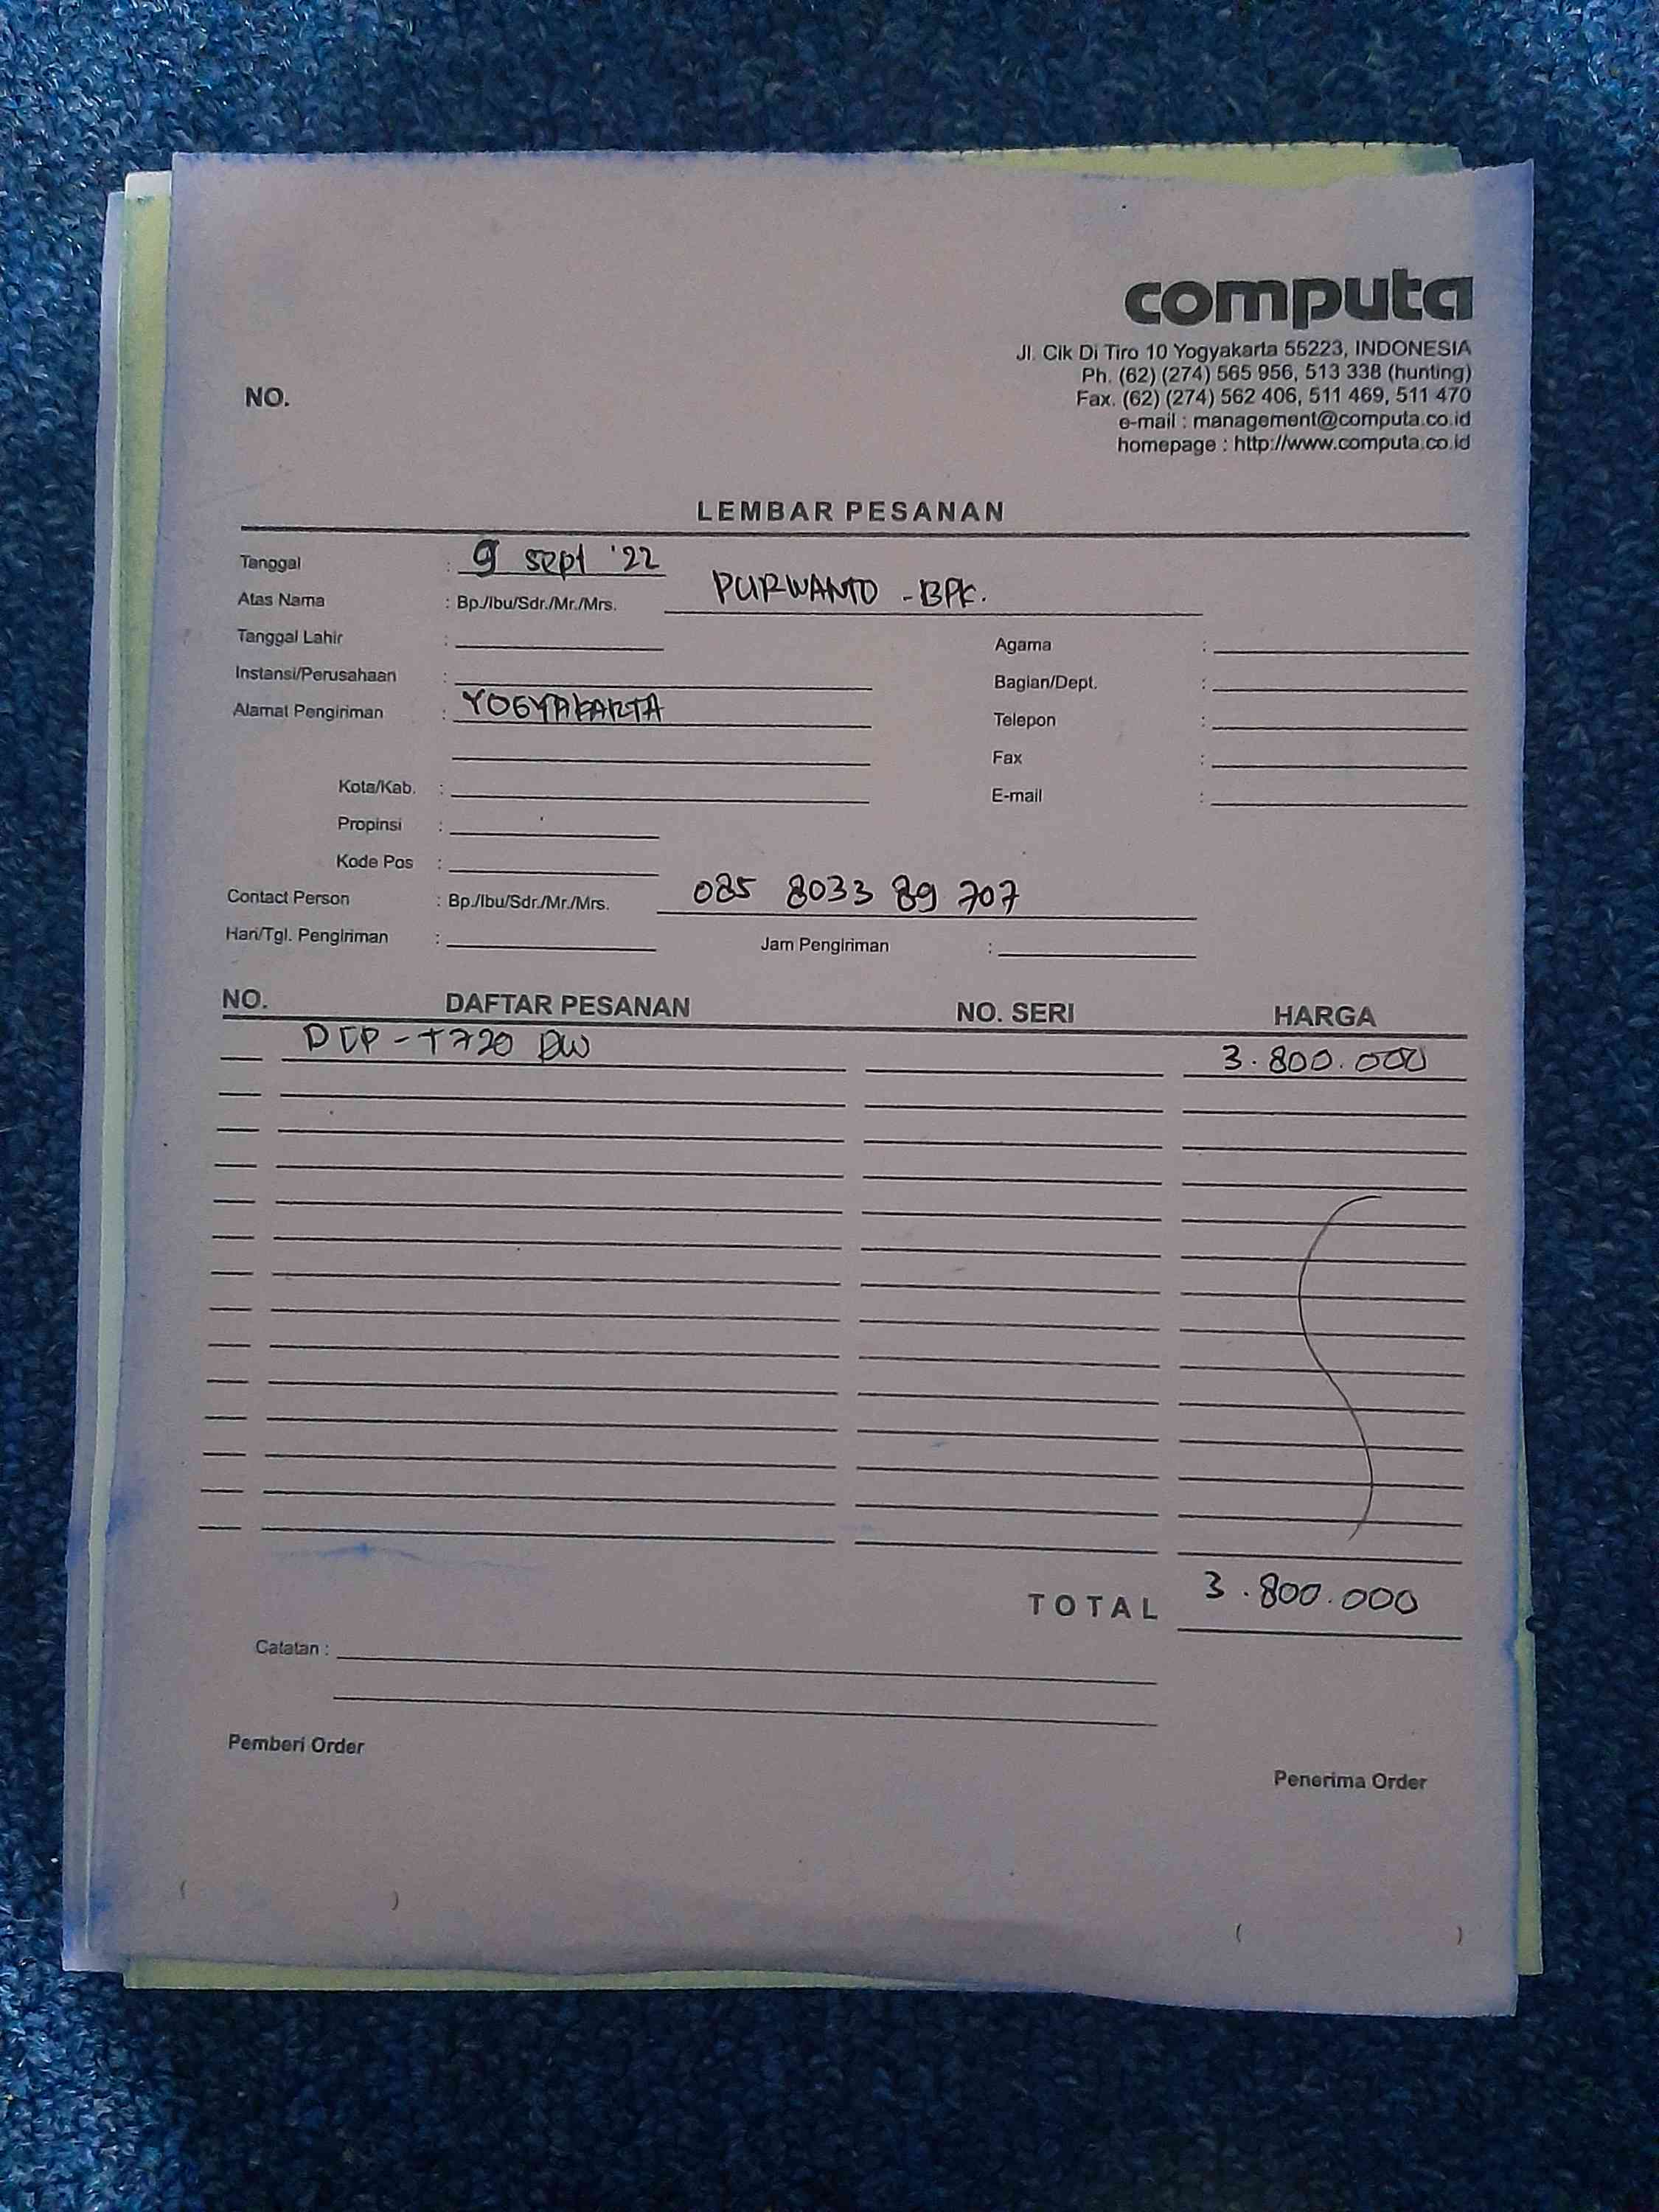 computa
Jl. Cik Di Tiro 10 Yogyakarta 55223, INDONESIA
Ph. (62) (274) 565 956, 513 338 (hunting)
Fax. (62) (274) 562 406, 511 469, 511 470
e-mail : management@computa.co.id
homepage : http://www.computa.co.id
NO.
LEMBAR PESANAN
Tanggal : 9 sept '22
Atas Nama : Bp./Ibu/Sdr./Mr./Mrs. PURWANTO - BPK.
Tanggal Lahir : Agama :
Instansi/Perusahaan : Bagian/Dept. :
Alamat Pengiriman : YOGYAKARTA Telepon :
Fax :
Kota/Kab. : E-mail :
Propinsi :
Kode Pos :
Contact Person : Bp./Ibu/Sdr./Mr./Mrs. 085 8033 89 707
Hari/Tgl. Pengiriman : Jam Pengiriman :
NO. DAFTAR PESANAN NO. SERI HARGA
DCP - T720 DW 3.800.000
TOTAL 3.800.000
Catatan :
Pemberi Order
Penerima Order
( )
( )